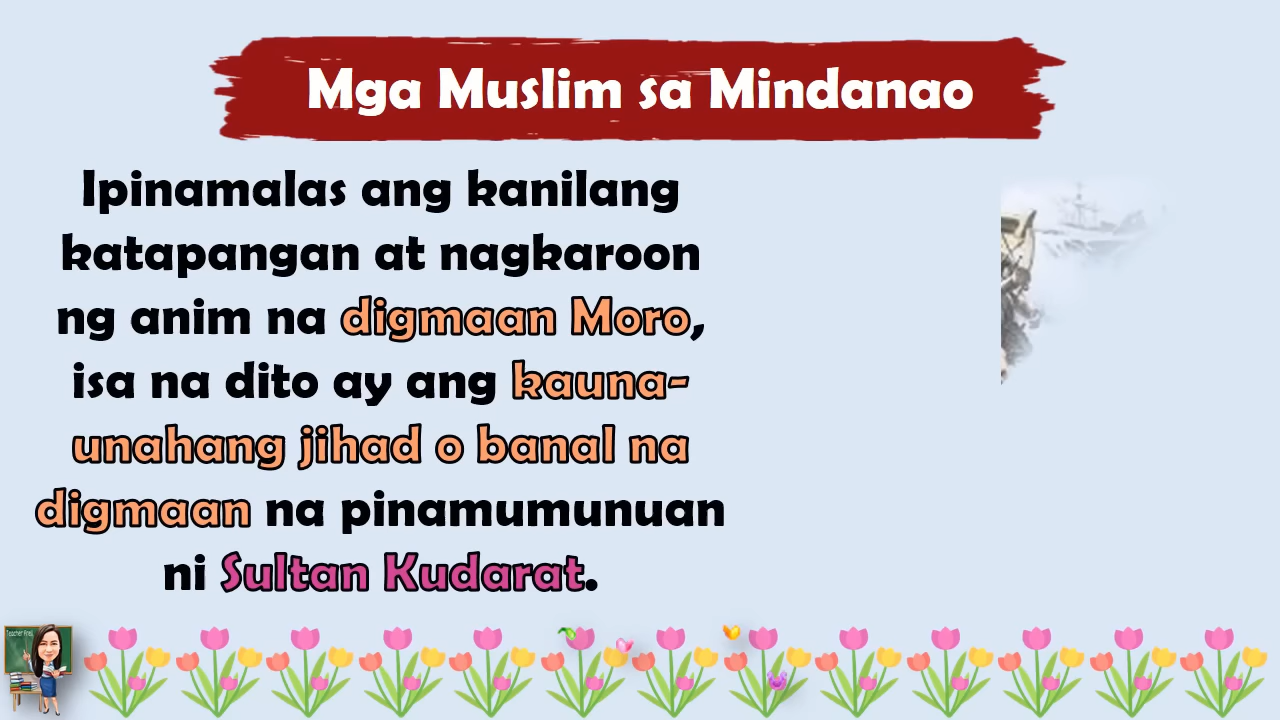 Mga Muslim sa Mindanao
Ipinamalas ang kanilang
katapangan at nagkaroon
ng anim na digmaan Moro,
isa na dito ay ang kauna-
unahang jihad o banal na
digmaan na pinamumunuan
ni Sultan Kudarat.